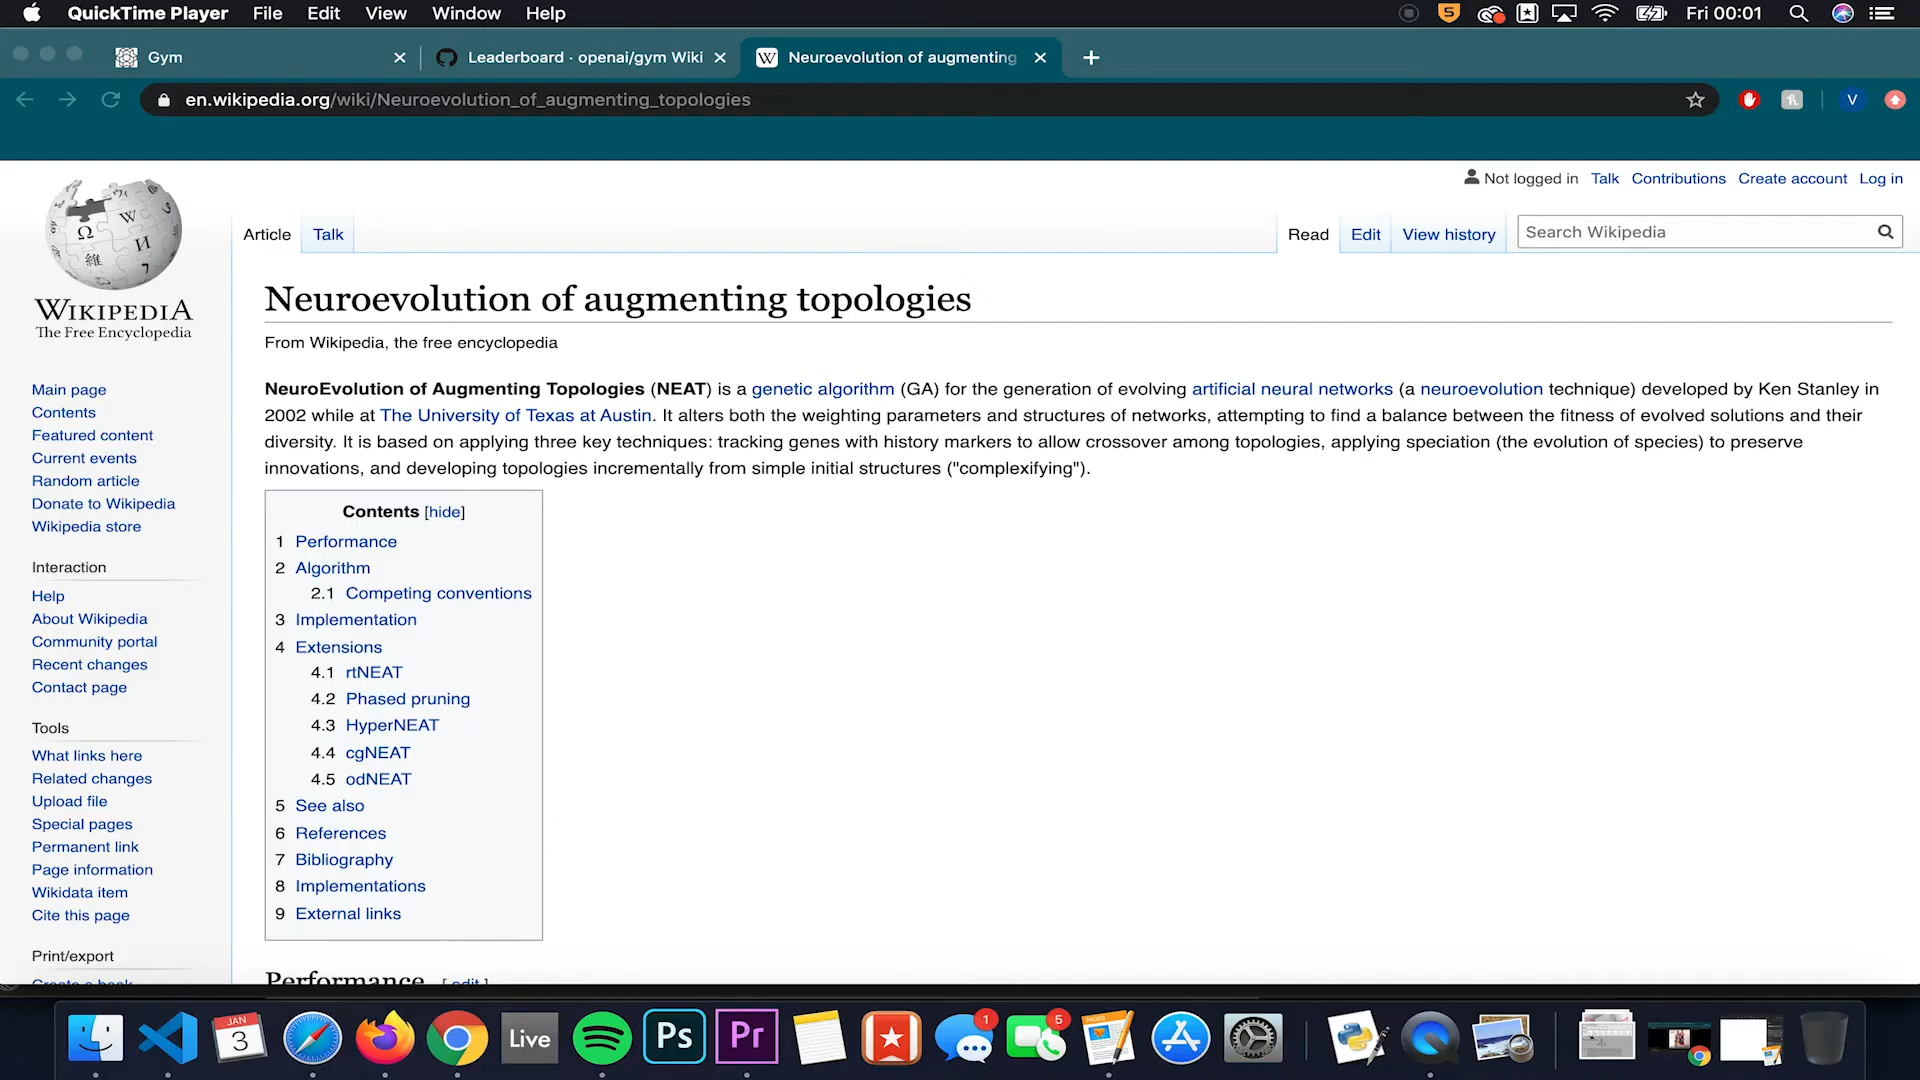 QuickTime Player File Edit View Window Help
5
Fri 00:01
Gym
Leaderboard · openai/gym Wiki
W
Neuroevolution of augmenting
en.wikipedia.org/wiki/Neuroevolution_of_augmenting_topologies
V
Not logged in Talk Contributions Create account Log in
Article Talk
Read Edit View history
Search Wikipedia
WIKIPEDIA
The Free Encyclopedia
Neuroevolution of augmenting topologies
From Wikipedia, the free encyclopedia
NeuroEvolution of Augmenting Topologies (NEAT) is a genetic algorithm (GA) for the generation of evolving artificial neural networks (a neuroevolution technique) developed by Ken Stanley in
2002 while at The University of Texas at Austin. It alters both the weighting parameters and structures of networks, attempting to find a balance between the fitness of evolved solutions and their
diversity. It is based on applying three key techniques: tracking genes with history markers to allow crossover among topologies, applying speciation (the evolution of species) to preserve
innovations, and developing topologies incrementally from simple initial structures ("complexifying").
Contents [hide]
1 Performance
2 Algorithm
2.1 Competing conventions
3 Implementation
4 Extensions
4.1 rtNEAT
4.2 Phased pruning
4.3 HyperNEAT
4.4 cgNEAT
4.5 odNEAT
5 See also
6 References
7 Bibliography
8 Implementations
9 External links
Performance [ edit ]
Main page
Contents
Featured content
Current events
Random article
Donate to Wikipedia
Wikipedia store
Interaction
Help
About Wikipedia
Community portal
Recent changes
Contact page
Tools
What links here
Related changes
Upload file
Special pages
Permanent link
Page information
Wikidata item
Cite this page
Print/export
Create a book
JAN
3
Live
Ps
Pr
1
5
PAGES